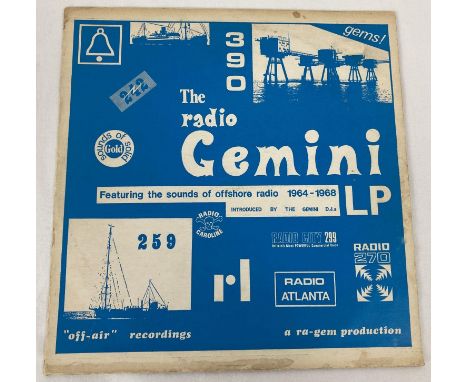 390
gems!
222
The
radio
Gemini
LP
sounds of solid
Gold
Featuring the sounds of offshore radio 1964-1968
INTRODUCED BY THE GEMINI D.J.s
RADIO
CAROLINE
259
RADIO CITY 299
RADIO
270
rl
RADIO
ATLANTA
"off-air" recordings
a ra-gem production